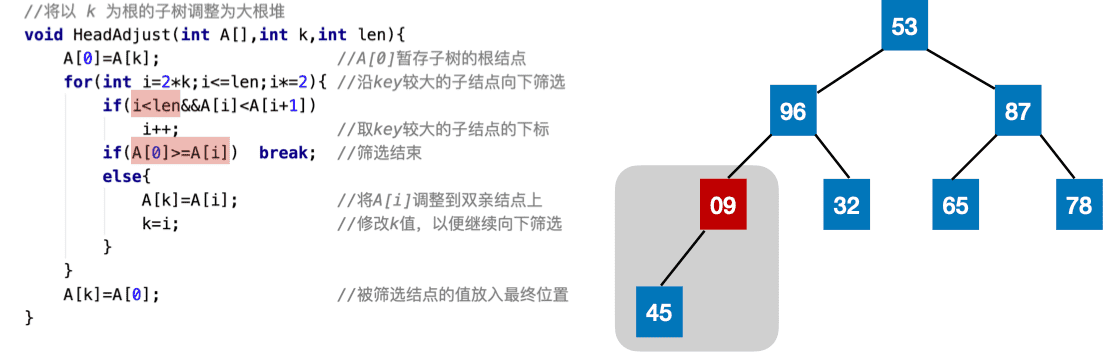 //将以 k 为根的子树调整为大根堆
void HeadAdjust(int A[],int k,int len){
    A[0]=A[k];                  //A[0]暂存子树的根结点
    for(int i=2*k;i<=len;i*=2){ //沿key较大的子结点向下筛选
        if(i<len&&A[i]<A[i+1])
            i++;                //取key较大的子结点的下标
        if(A[0]>=A[i])  break;  //筛选结束
        else{
            A[k]=A[i];          //将A[i]调整到双亲结点上
            k=i;                //修改k值，以便继续向下筛选
        }
    }
    A[k]=A[0];                  //被筛选结点的值放入最终位置
}
53
96 87
09 32 65 78
45